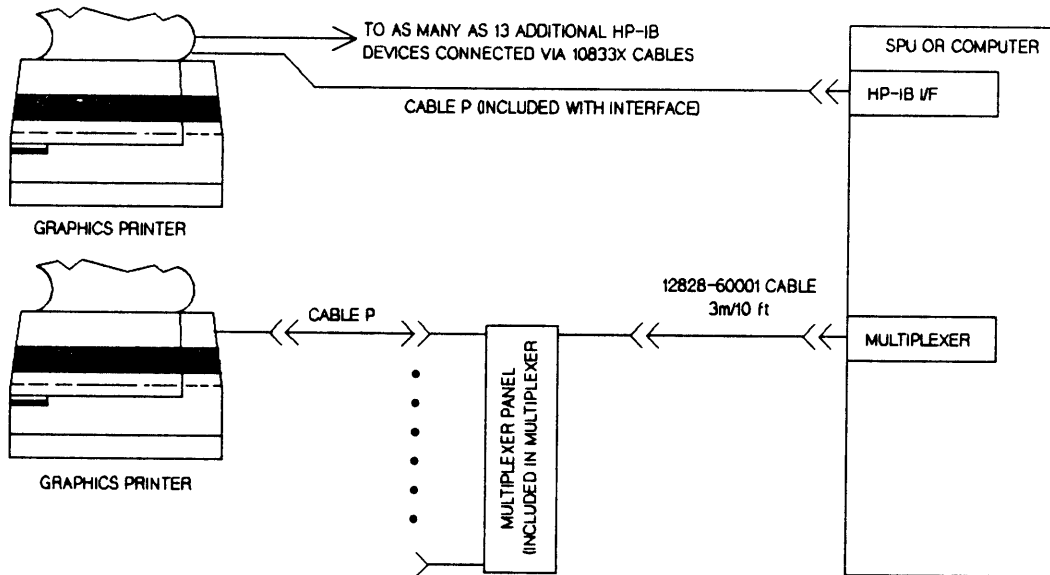 TO AS MANY AS 13 ADDITIONAL HP-IB
DEVICES CONNECTED VIA 10833X CABLES
SPU OR COMPUTER
HP-IB I/F
CABLE P (INCLUDED WITH INTERFACE)
GRAPHICS PRINTER
12828-60001 CABLE
3m/10 ft
CABLE P
MULTIPLEXER
MULTIPLEXER PANEL
(INCLUDED IN MULTIPLEXER
GRAPHICS PRINTER